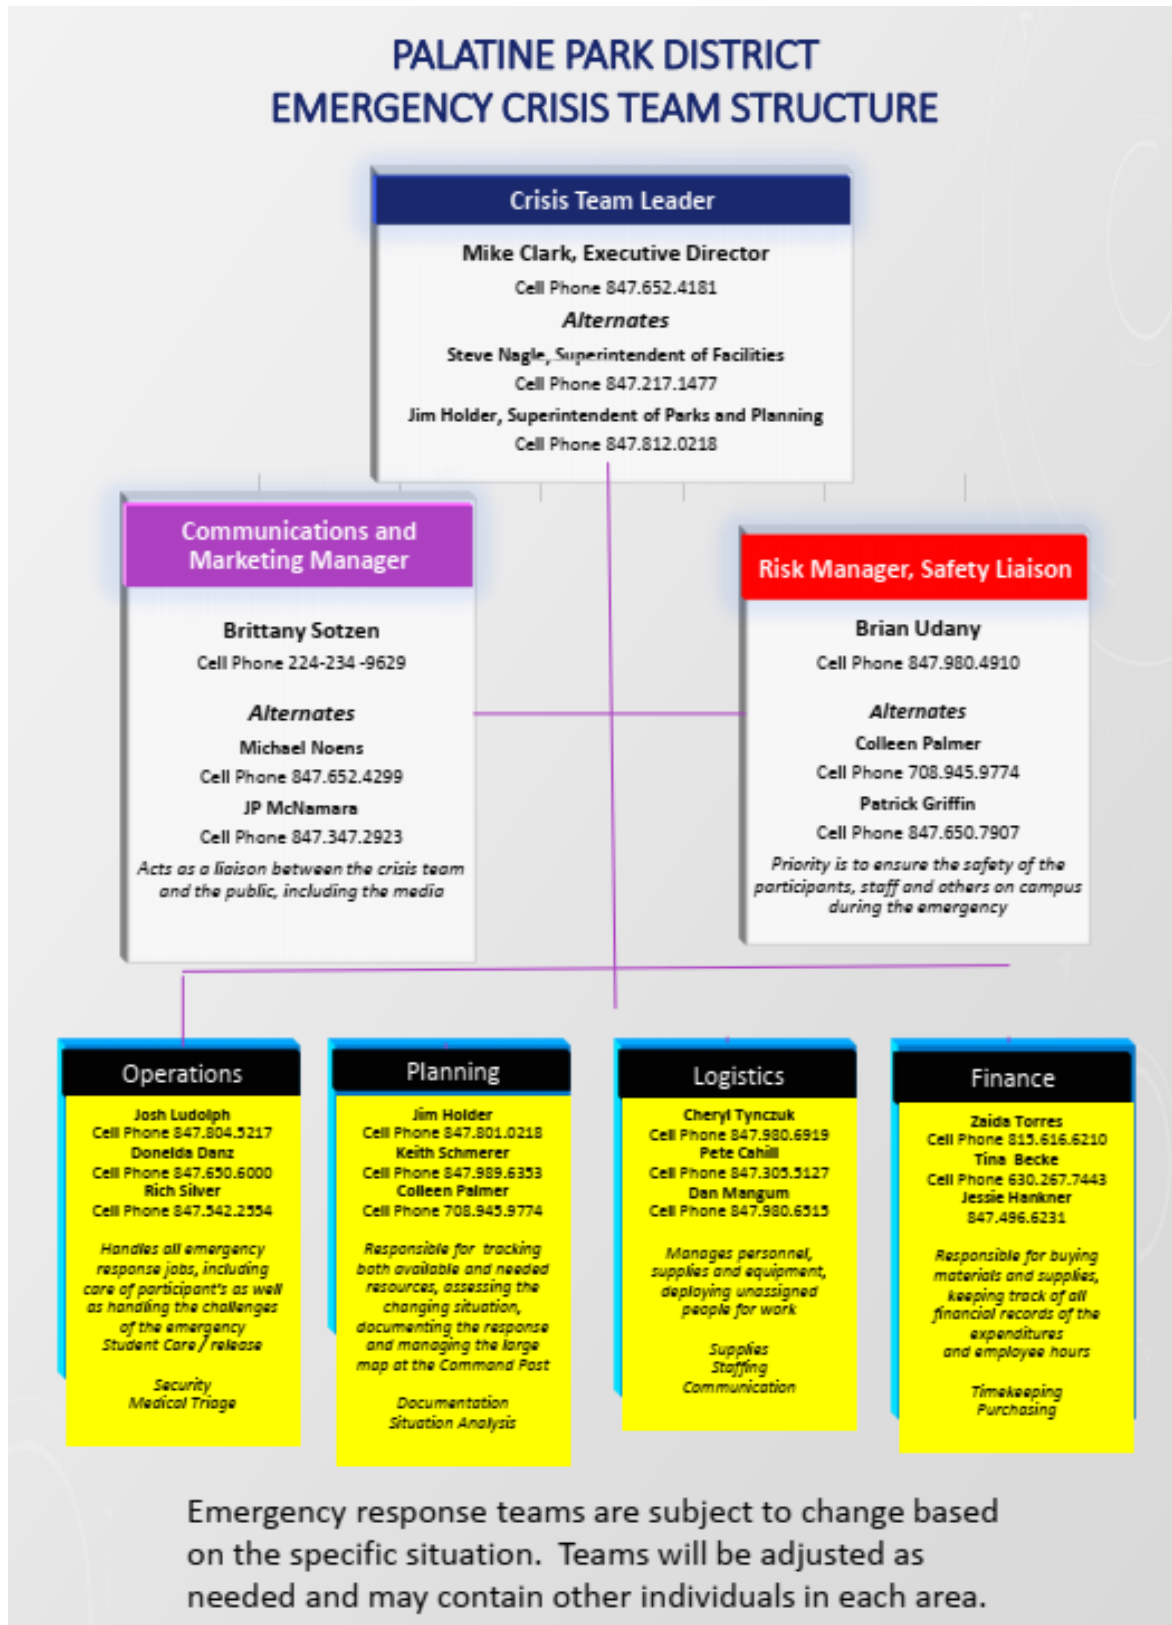 PALATINE PARK DISTRICT
EMERGENCY CRISIS TEAM STRUCTURE
Crisis Team Leader
Mike Clark, Executive Director
Cell Phone 847.652.4181
Alternates
Steve Nagle, Superintendent of Facilities
Cell Phone 847.217.1477
Jim Holder, Superintendent of Parks and Planning
Cell Phone 847.812.0218
Communications and
Marketing Manager
Brittany Sotzen
Cell Phone 224-234 -9629
Alternates
Michael Noens
Cell Phone 847.652.4299
JP McNamara
Cell Phone 847.347.2923
Acts as a liaison between the crisis team
and the public, including the media
Risk Manager, Safety Liaison
Brian Udany
Cell Phone 847.980.4910
Alternates
Colleen Palmer
Cell Phone 708.945.9774
Patrick Griffin
Cell Phone 847.650.7907
Priority is to ensure the safety of the
participants, staff and others on campus
during the emergency
Operations
Josh Ludolph
Cell Phone 847.804.5217
Donelda Danz
Cell Phone 847.650.6000
Rich Silver
Cell Phone 847.542.2554
Handles all emergency
response jobs, including
care of participant's as well
as handling the challenges
of the emergency
Student Care / release
Security
Medical Triage
Planning
Jim Holder
Cell Phone 847.801.0218
Keith Schmerer
Cell Phone 847.989.6353
Colleen Palmer
Cell Phone 708.945.9774
Responsible for tracking
both available and needed
resources, assessing the
changing situation,
documenting the response
and managing the large
map at the Command Post
Documentation
Situation Analysis
Logistics
Cheryl Tynczuk
Cell Phone 847.980.6919
Pete Cahill
Cell Phone 847.305.5127
Dan Mangum
Cell Phone 847.980.6515
Manages personnel,
supplies and equipment,
deploying unassigned
people for work
Supplies
Staffing
Communication
Finance
Zaida Torres
Cell Phone 815.616.6210
Tina Becke
Cell Phone 630.267.7443
Jessie Hankner
847.496.6231
Responsible for buying
materials and supplies,
keeping track of all
financial records of the
expenditures
and employee hours
Timekeeping
Purchasing
Emergency response teams are subject to change based
on the specific situation. Teams will be adjusted as
needed and may contain other individuals in each area.